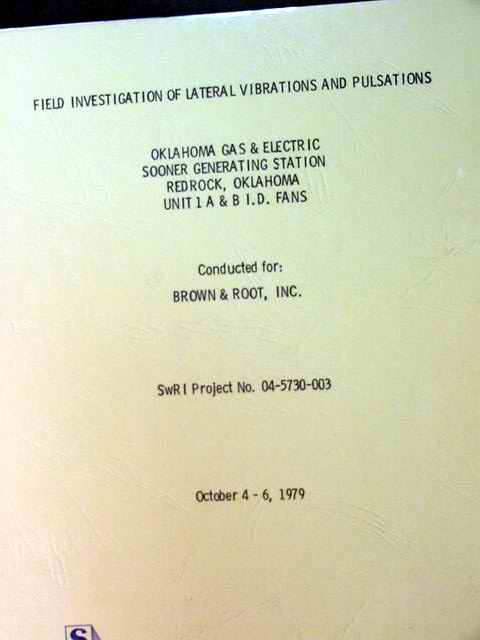 FIELD INVESTIGATION OF LATERAL VIBRATIONS AND PULSATIONS
OKLAHOMA GAS & ELECTRIC
SOONER GENERATING STATION
REDROCK, OKLAHOMA
UNIT 1 A & B I.D. FANS
Conducted for:
BROWN & ROOT, INC.
SwRI Project No. 04-5730-003
October 4 - 6, 1979
S